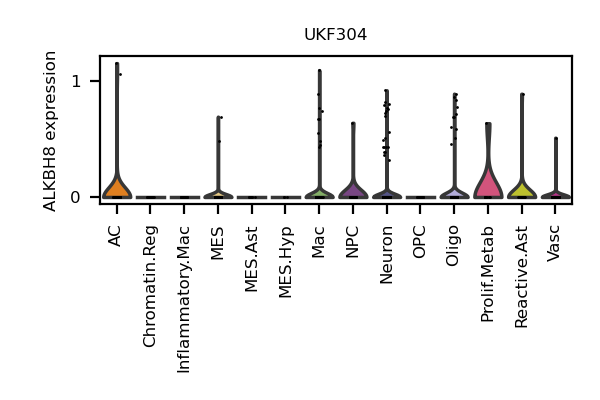 UKF304
ALKBH8 expression
1
0
AC
Chromatin.Reg
Inflammatory.Mac
MES
MES.Ast
MES.Hyp
Mac
NPC
Neuron
OPC
Oligo
Prolif.Metab
Reactive.Ast
Vasc